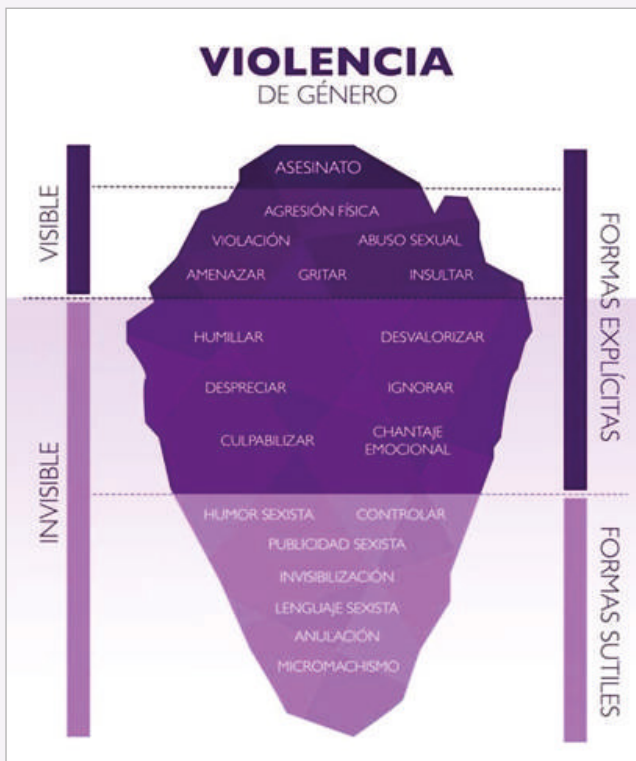 VIOLENCIA
DE GÉNERO
ASESINATO
AGRESIÓN FÍSICA
VIOLACIÓN
ABUSO SEXUAL
AMENAZAR
GRITAR
INSULTAR
HUMILLAR
DESVALORIZAR
DESPRECIAR
IGNORAR
CULPABILIZAR
CHANTAJE
EMOCIONAL
HUMOR SEXISTA
CONTROLAR
PUBLICIDAD SEXISTA
INVISIBILIZACIÓN
LENGUAJE SEXISTA
ANULACIÓN
MICROMACHISMO
VISIBLE
INVISIBLE
FORMAS EXPLÍCITAS
FORMAS SUTILES